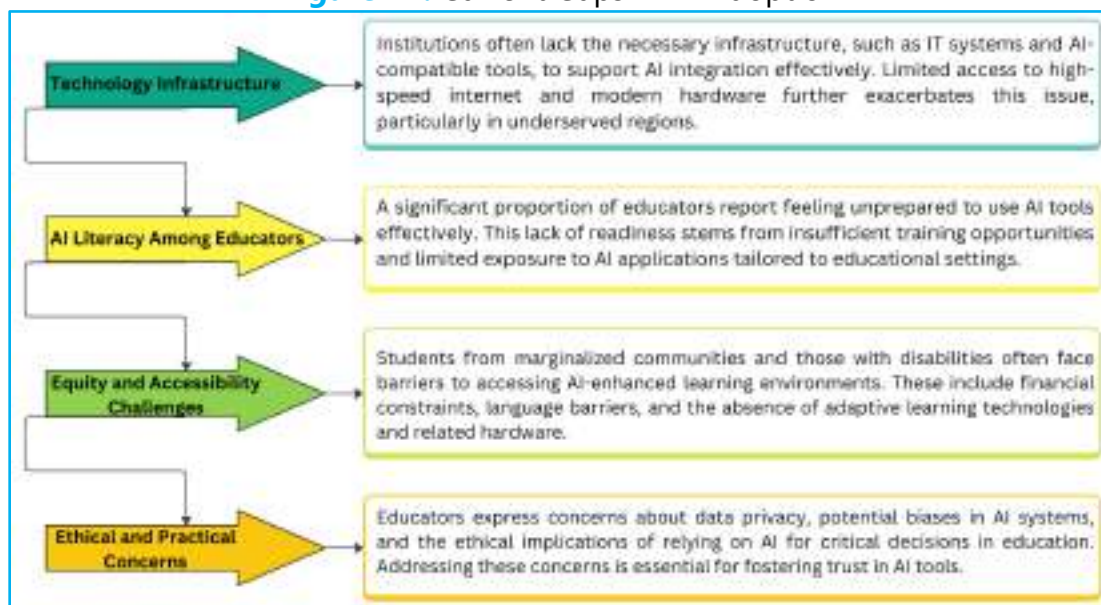 Technology Infrastructure
Institutions often lack the necessary infrastructure, such as IT systems and AI-
compatible tools, to support AI integration effectively. Limited access to high-
speed internet and modern hardware further exacerbates this issue,
particularly in underserved regions.
AI Literacy Among Educators
A significant proportion of educators report feeling unprepared to use AI tools
effectively. This lack of readiness stems from insufficient training opportunities
and limited exposure to AI applications tailored to educational settings.
Equity and Accessibility
Challenges
Students from marginalized communities and those with disabilities often face
barriers to accessing AI-enhanced learning environments. These include financial
constraints, language barriers, and the absence of adaptive learning technologies
and related hardware.
Ethical and Practical
Concerns
Educators express concerns about data privacy, potential biases in AI systems,
and the ethical implications of relying on AI for critical decisions in education.
Addressing these concerns is essential for fostering trust in AI tools.